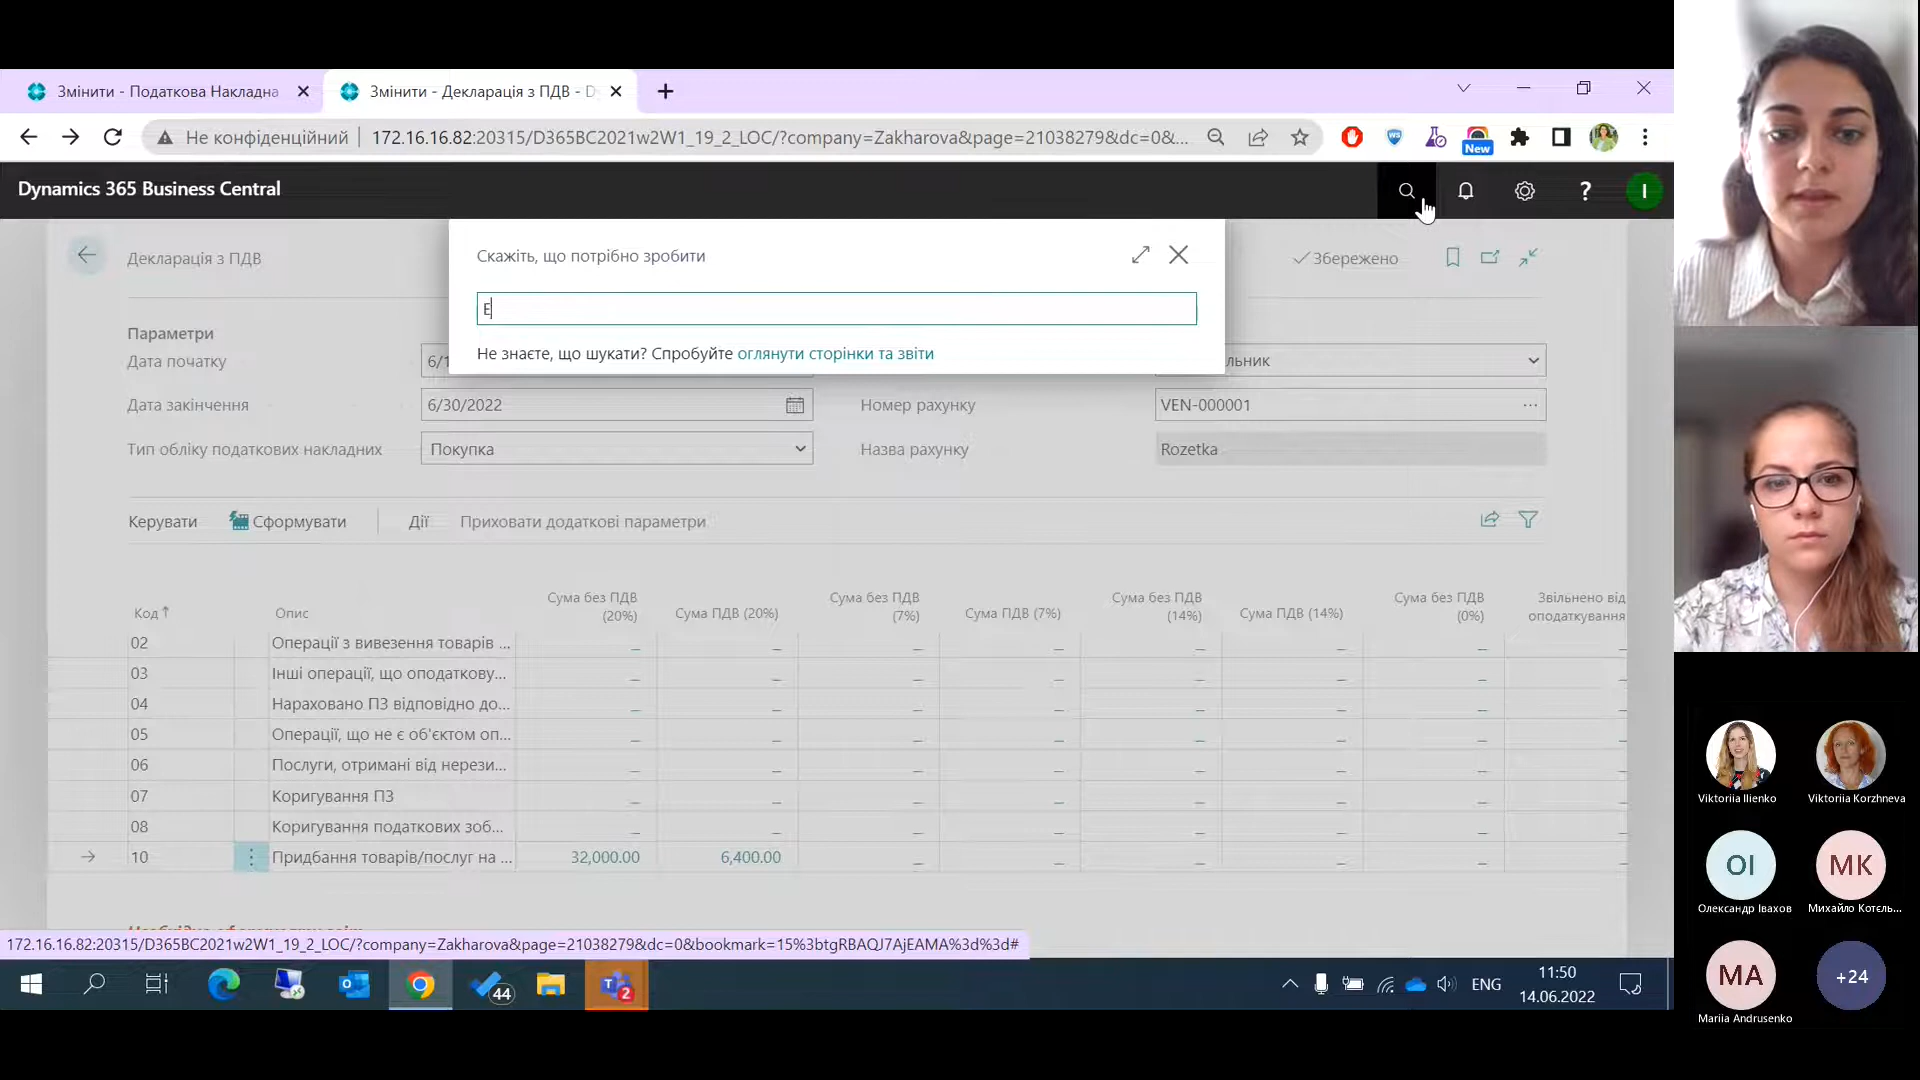 Змінити - Податкова Накладна
Змінити - Декларація з ПДВ - D
Не конфіденційний
172.16.16.82:20315/D365BC2021w2W1_19_2_LOC/?company=Zakharova&page=21038279&dc=0&...
New
Dynamics 365 Business Central
I
Декларація з ПДВ
Скажіть, що потрібно зробити
Збережено
E
Не знаєте, що шукати? Спробуйте оглянути сторінки та звіти
Параметри
Дата початку
6/1
льник
Дата закінчення
6/30/2022
Номер рахунку
VEN-000001
Тип обліку податкових накладних
Покупка
Назва рахунку
Rozetka
Керувати
Сформувати
Дії
Приховати додаткові параметри
Код ↑
Опис
Сума без ПДВ (20%)
Сума ПДВ (20%)
Сума без ПДВ (7%)
Сума ПДВ (7%)
Сума без ПДВ (14%)
Сума ПДВ (14%)
Сума без ПДВ (0%)
Звільнено від оподаткування
02 Операції з вивезення товарів ...
03 Інші операції, що оподаткову...
04 Нараховано ПЗ відповідно до...
05 Операції, що не є об'єктом оп...
06 Послуги, отримані від нерези...
07 Коригування ПЗ
08 Коригування податкових зоб...
10 Придбання товарів/послуг на ... 32,000.00 6,400.00
172.16.16.82:20315/D365BC2021w2W1_19_2_LOC/?company=Zakharova&page=21038279&dc=0&bookmark=15%3btgRBAQJ7AjEAMA%3d%3d#
44
2
ENG
11:50
14.06.2022
Viktoriia Ilienko
Viktoriia Korzhneva
OI
MK
Олександр Івахов
Михайло Котєль...
MA
+24
Mariia Andrusenko